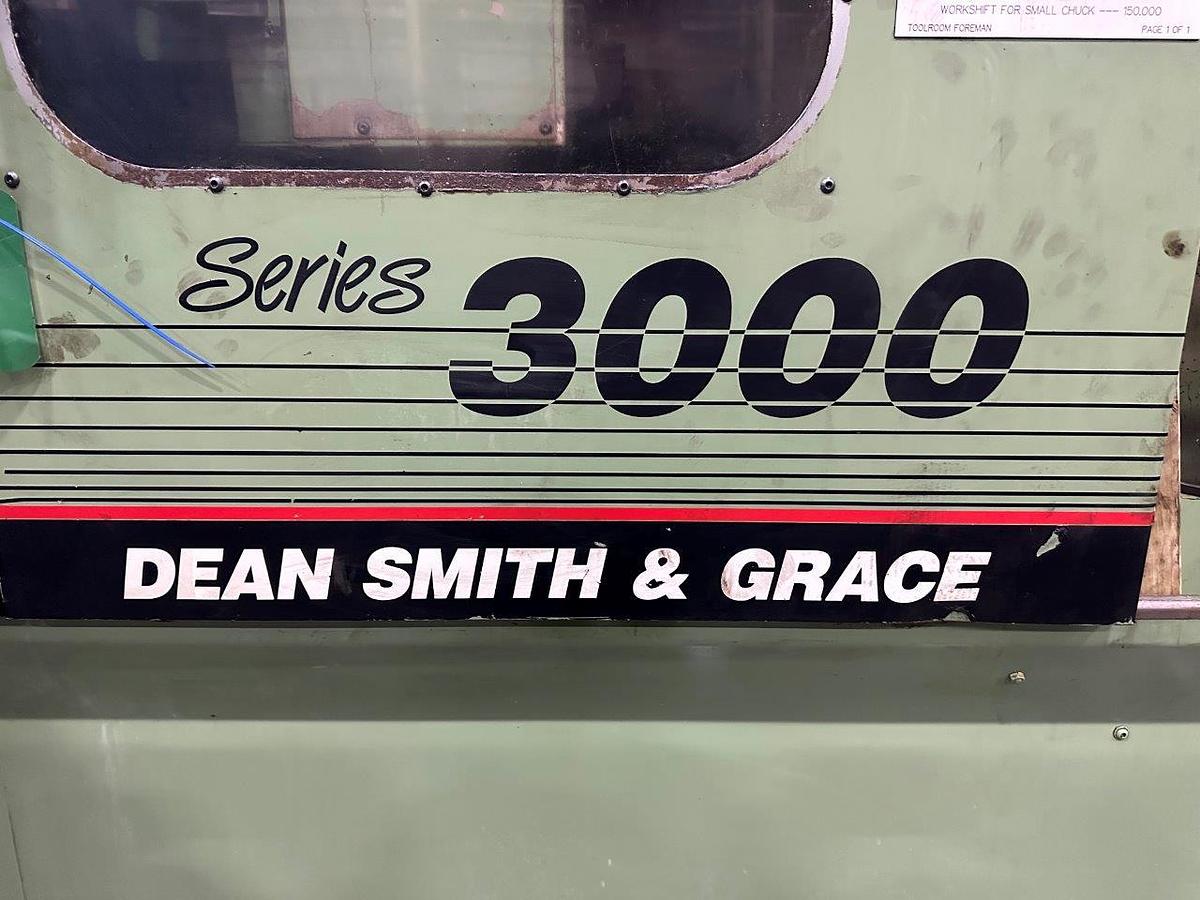 WORKSHIFT FOR SMALL CHUCK --- 150.000
TOOLROOM FOREMAN PAGE 1 OF 1
Series 3000
DEAN SMITH & GRACE